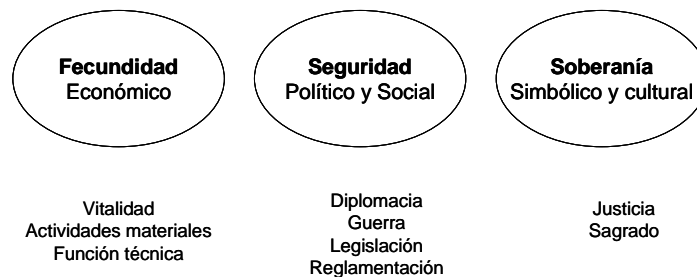 Fecundidad
Económico
Seguridad
Político y Social
Soberanía
Simbólico y cultural
Vitalidad
Actividades materiales
Función técnica
Diplomacia
Guerra
Legislación
Reglamentación
Justicia
Sagrado